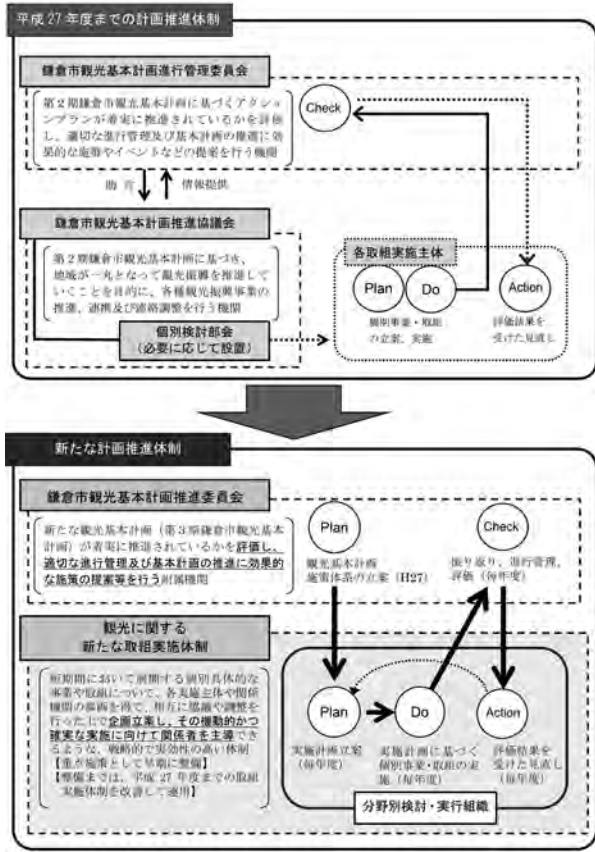 平成27年度までの計画推進体制
鎌倉市観光基本計画進行管理委員会
第2期鎌倉市観光基本計画に基づくアクショ
ンプランが着実に推進されているかを評価
し、適切な進行管理及び基本計画の推進に効
果的な施策やイベントなどの提案を行う機関
Check
助言
情報提供
鎌倉市観光基本計画推進協議会
第2期鎌倉市観光基本計画に基づき、
地域が一丸となって観光振興を推進して
いくことを目的に、各種観光振興事業の
推進、連携及び連絡調整を行う機関
個別検討部会
(必要に応じて設置)
各取組実施主体
Plan
Do
Action
個別事業・取組
の立案、実施
評価結果を
受けた見直し
新たな計画推進体制
鎌倉市観光基本計画推進委員会
新たな観光基本計画(第3期鎌倉市観光基本
計画)が着実に推進されているかを評価し、
適切な進行管理及び基本計画の推進に効果的
な施策の提案等を行う附属機関
Plan
観光基本計画
施策体系の立案(H27)
Check
振り返り、進行管理、
評価(毎年度)
観光に関する
新たな取組実施体制
短期間において展開する個別具体的な
事業や取組について、各実施主体や関係
機関の参画を得て、相互に協議や調整を
行った上で企画立案し、その機動的かつ
確実な実施に向けて関係者を主導できる
ような、戦略的で実効性の高い体制
【重点施策として早期に整備】
【整備までは、平成27年度までの取組
実施体制を改善して運用】
Plan
Do
Action
実施計画立案
(毎年度)
実施計画に基づく
個別事業・取組の実
施(毎年度)
評価結果を
受けた見直し
(毎年度)
分野別検討・実行組織